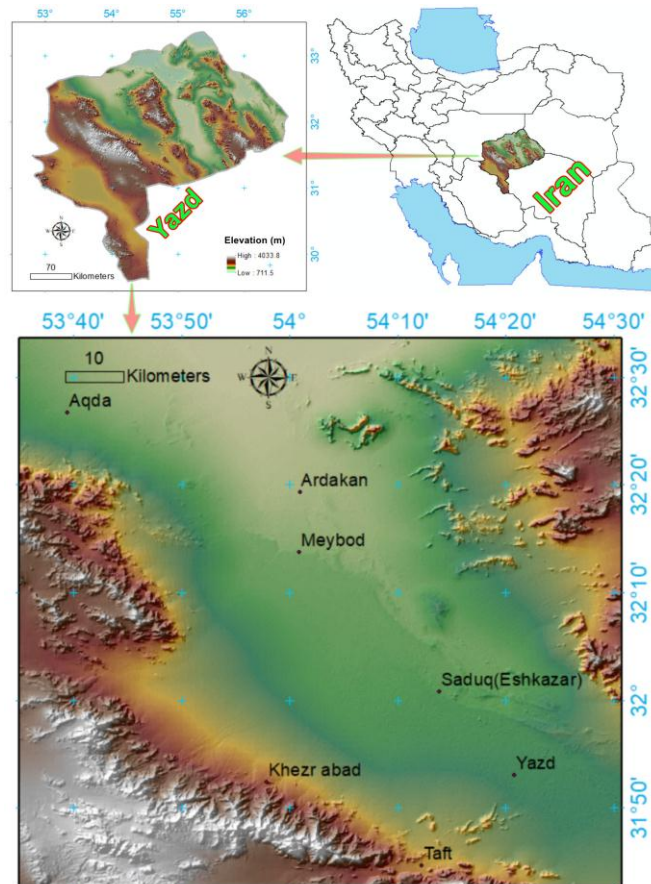 53° 54° 55° 56°
33°
32°
31°
30°
Yazd
N
W E
S
Elevation (m)
High : 4033.8
Low : 711.5
70
Kilometers
Iran
53°40' 53°50' 54° 54°10' 54°20' 54°30'
10
Kilometers
N
W E
S
32°30'
Aqda
Ardakan
32°20'
Meybod
32°10'
Saduq(Eshkazar)
32°
Khezr abad
Yazd
31°50'
Taft